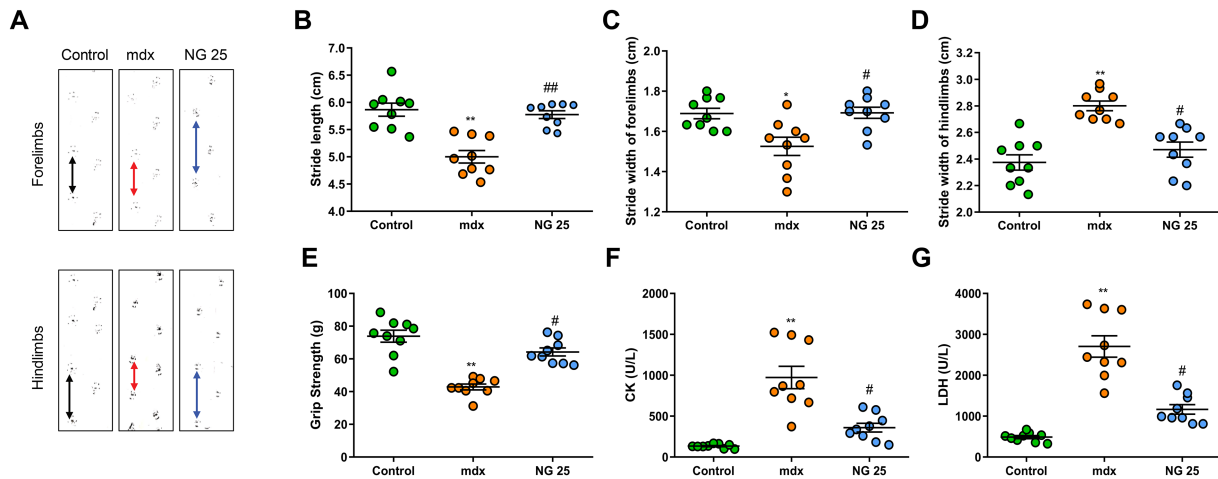 A
Control mdx NG 25
Forelimbs
Hindlimbs
B
Stride length (cm)
7.0
6.5
6.0
5.5
5.0
4.5
4.0
**
##
Control mdx NG 25
C
Stride width of forelimbs (cm)
2.0
1.8
1.6
1.4
1.2
*
#
Control mdx NG 25
D
Stride width of hindlimbs (cm)
3.2
3.0
2.8
2.6
2.4
2.2
2.0
**
#
Control mdx NG 25
E
Grip Strength (g)
100
80
60
40
20
0
**
#
Control mdx NG 25
F
CK (U/L)
2000
1500
1000
500
0
**
#
Control mdx NG 25
G
LDH (U/L)
4000
3000
2000
1000
0
**
#
Control mdx NG 25